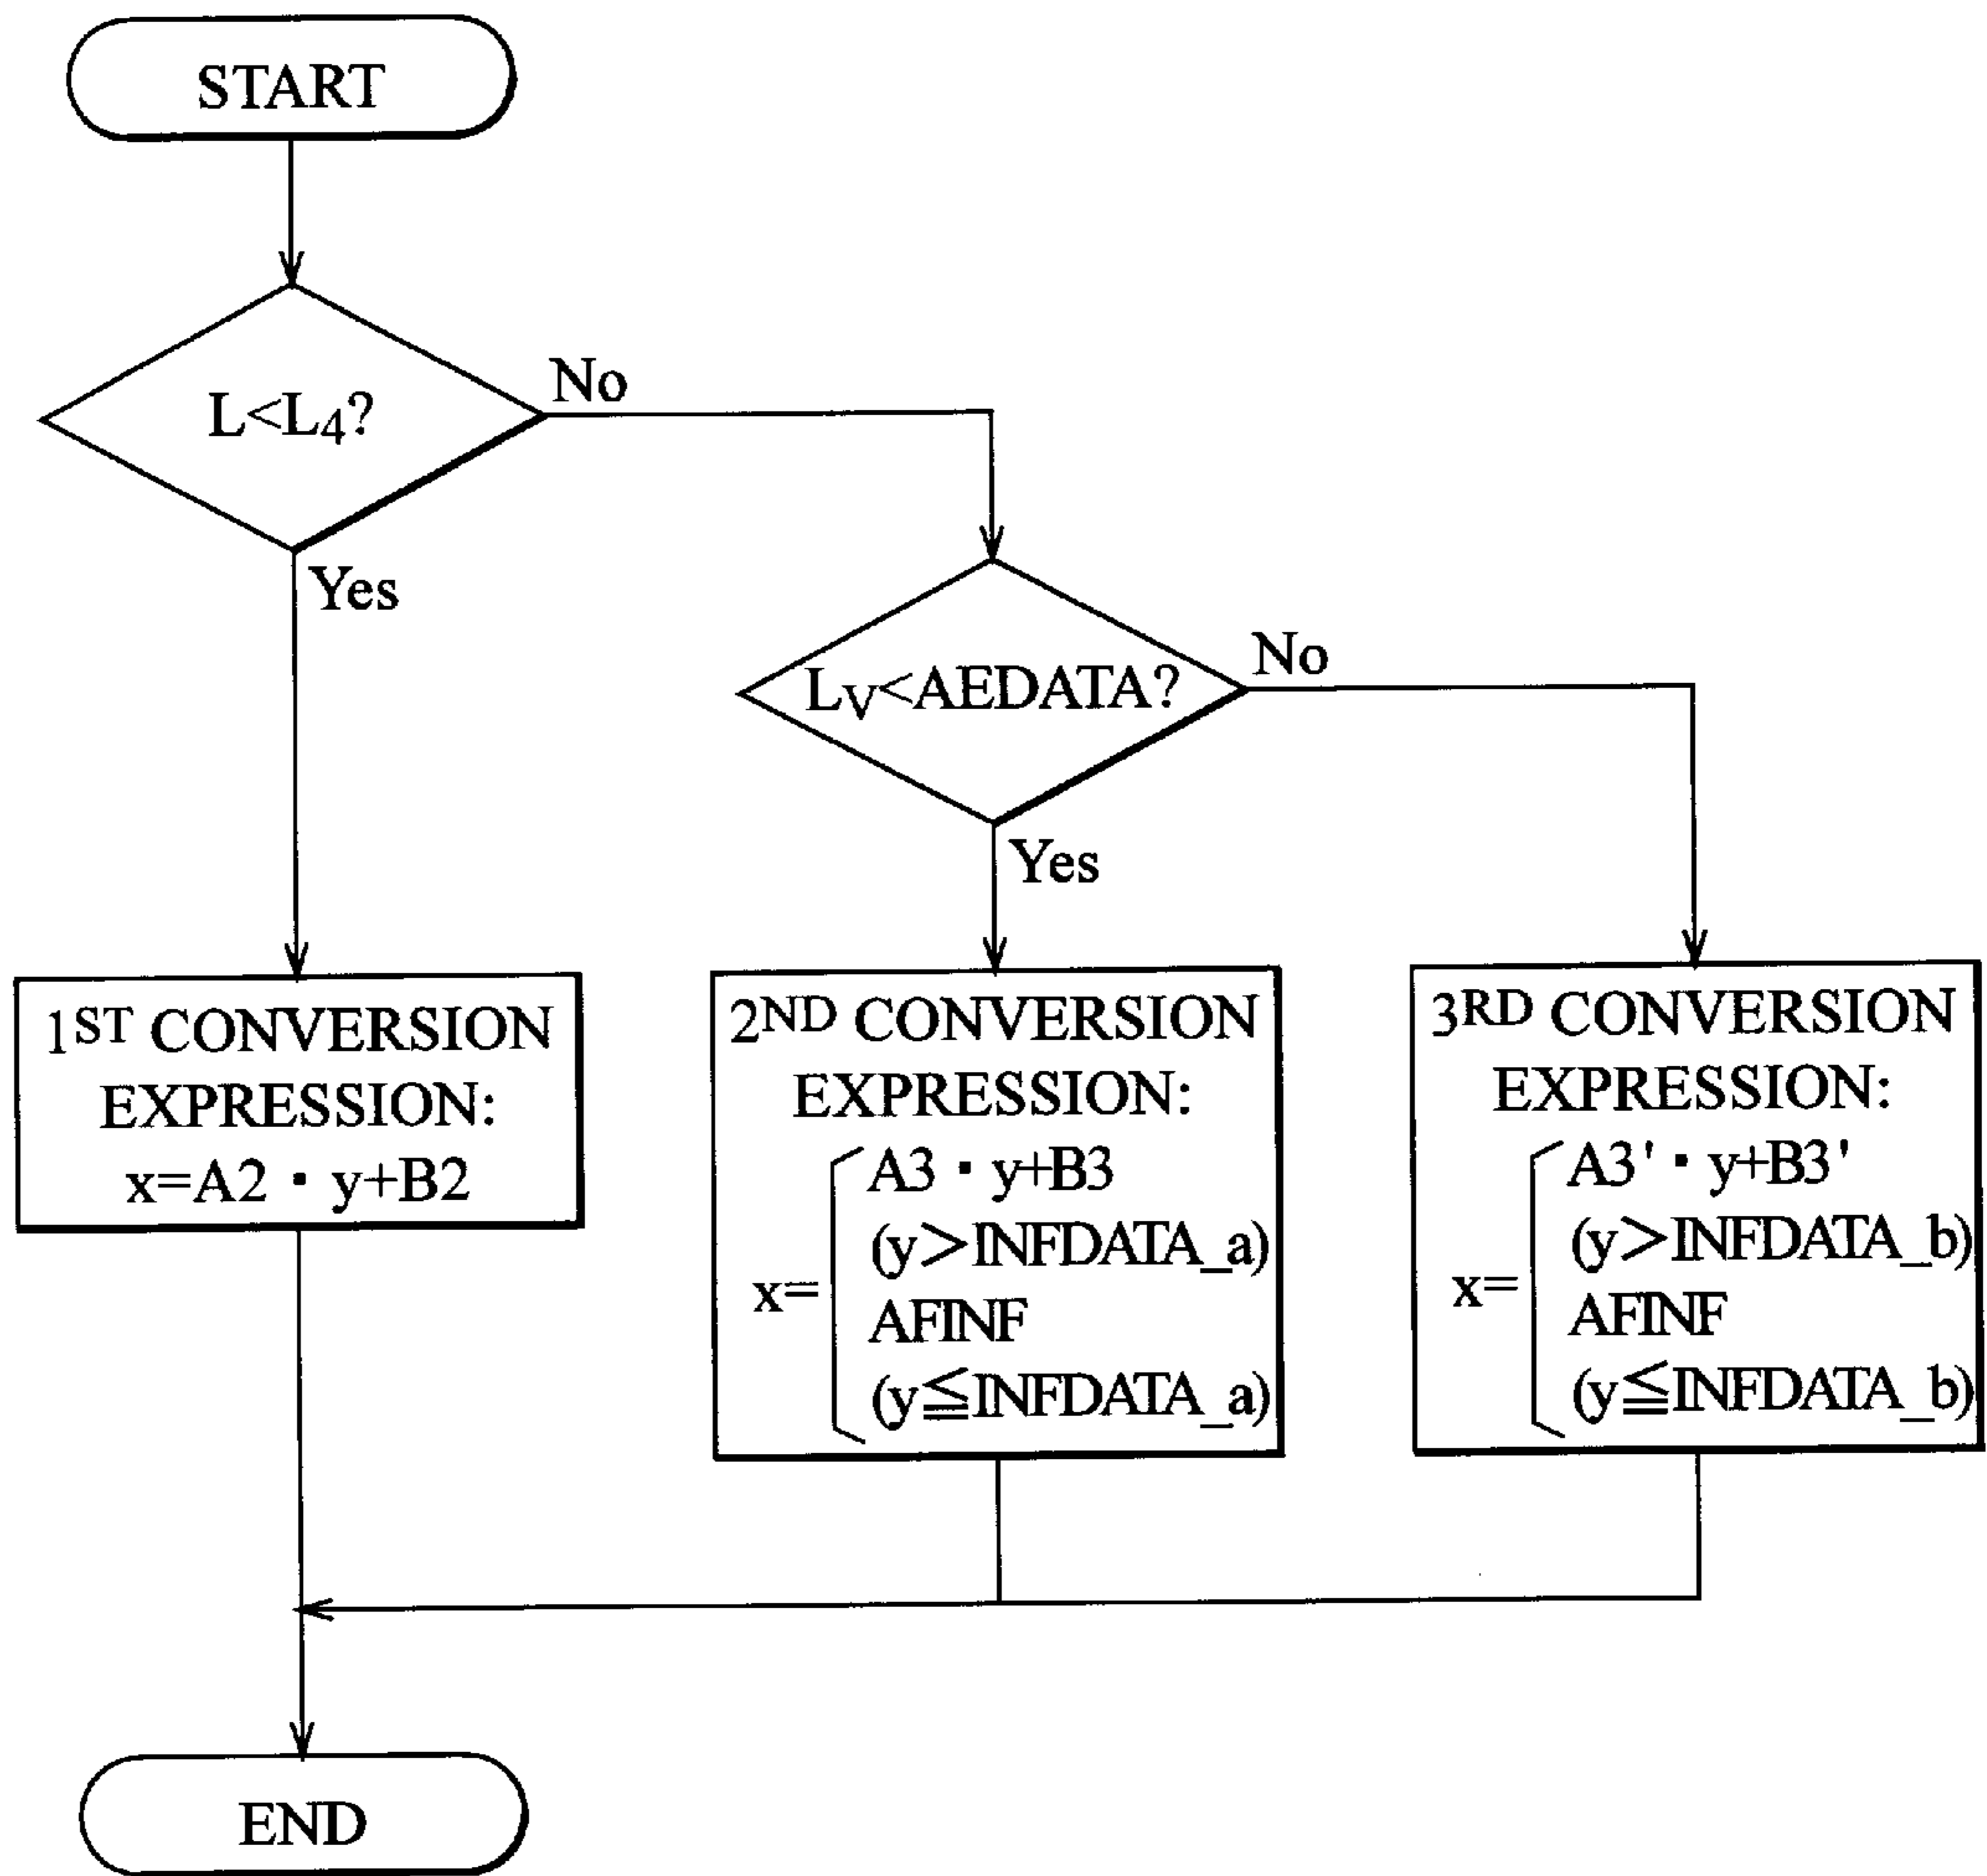 START
L<L4?
No
Yes
LV<AEDATA?
No
Yes
1ST CONVERSION
EXPRESSION:
x=A2・y+B2
2ND CONVERSION
EXPRESSION:
x=
A3・y+B3
(y>INFDATA_a)
AFINF
(y≦INFDATA_a)
3RD CONVERSION
EXPRESSION:
x=
A3'・y+B3'
(y>INFDATA_b)
AFINF
(y≦INFDATA_b)
END